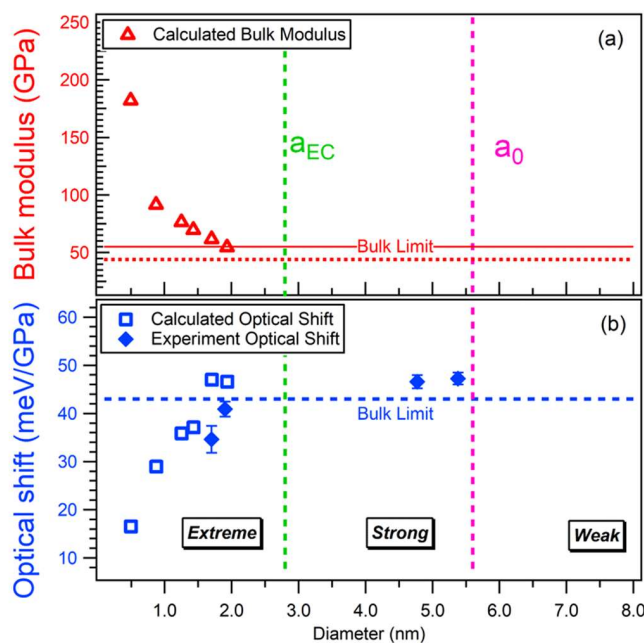 250
200
150
100
50
Bulk modulus (GPa)
Calculated Bulk Modulus
(a)
a_EC
a_0
Bulk Limit
60
50
40
30
20
10
Optical shift (meV/GPa)
Calculated Optical Shift
Experiment Optical Shift
(b)
Bulk Limit
Extreme
Strong
Weak
1.0 2.0 3.0 4.0 5.0 6.0 7.0 8.0
Diameter (nm)